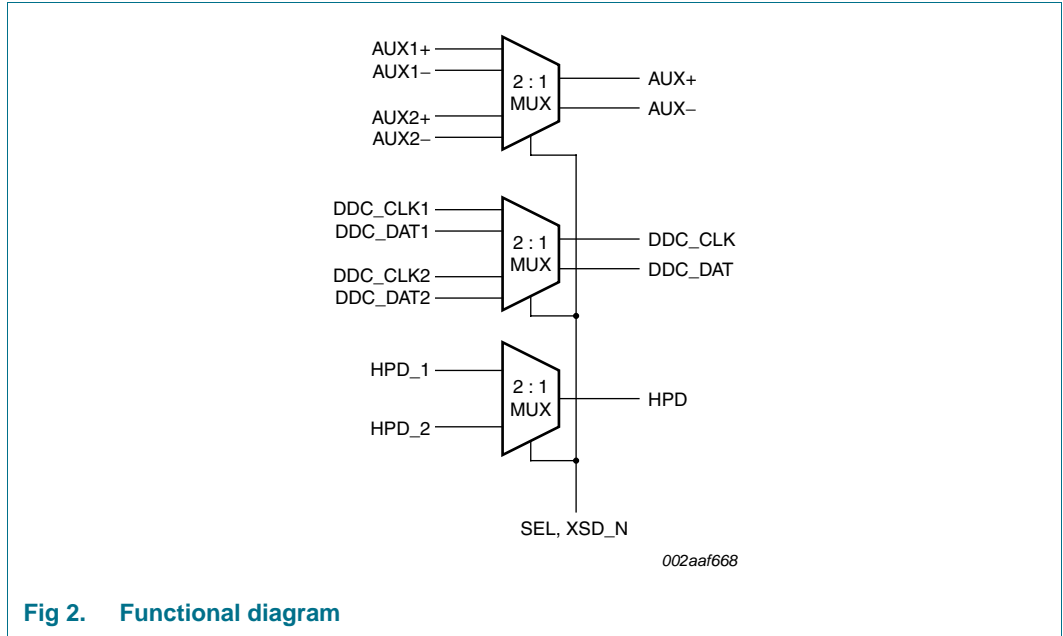 AUX1+
AUX1−
AUX2+
AUX2−
2 : 1
MUX
AUX+
AUX−
DDC_CLK1
DDC_DAT1
DDC_CLK2
DDC_DAT2
2 : 1
MUX
DDC_CLK
DDC_DAT
HPD_1
HPD_2
2 : 1
MUX
HPD
SEL, XSD_N
002aaf668
Fig 2. Functional diagram